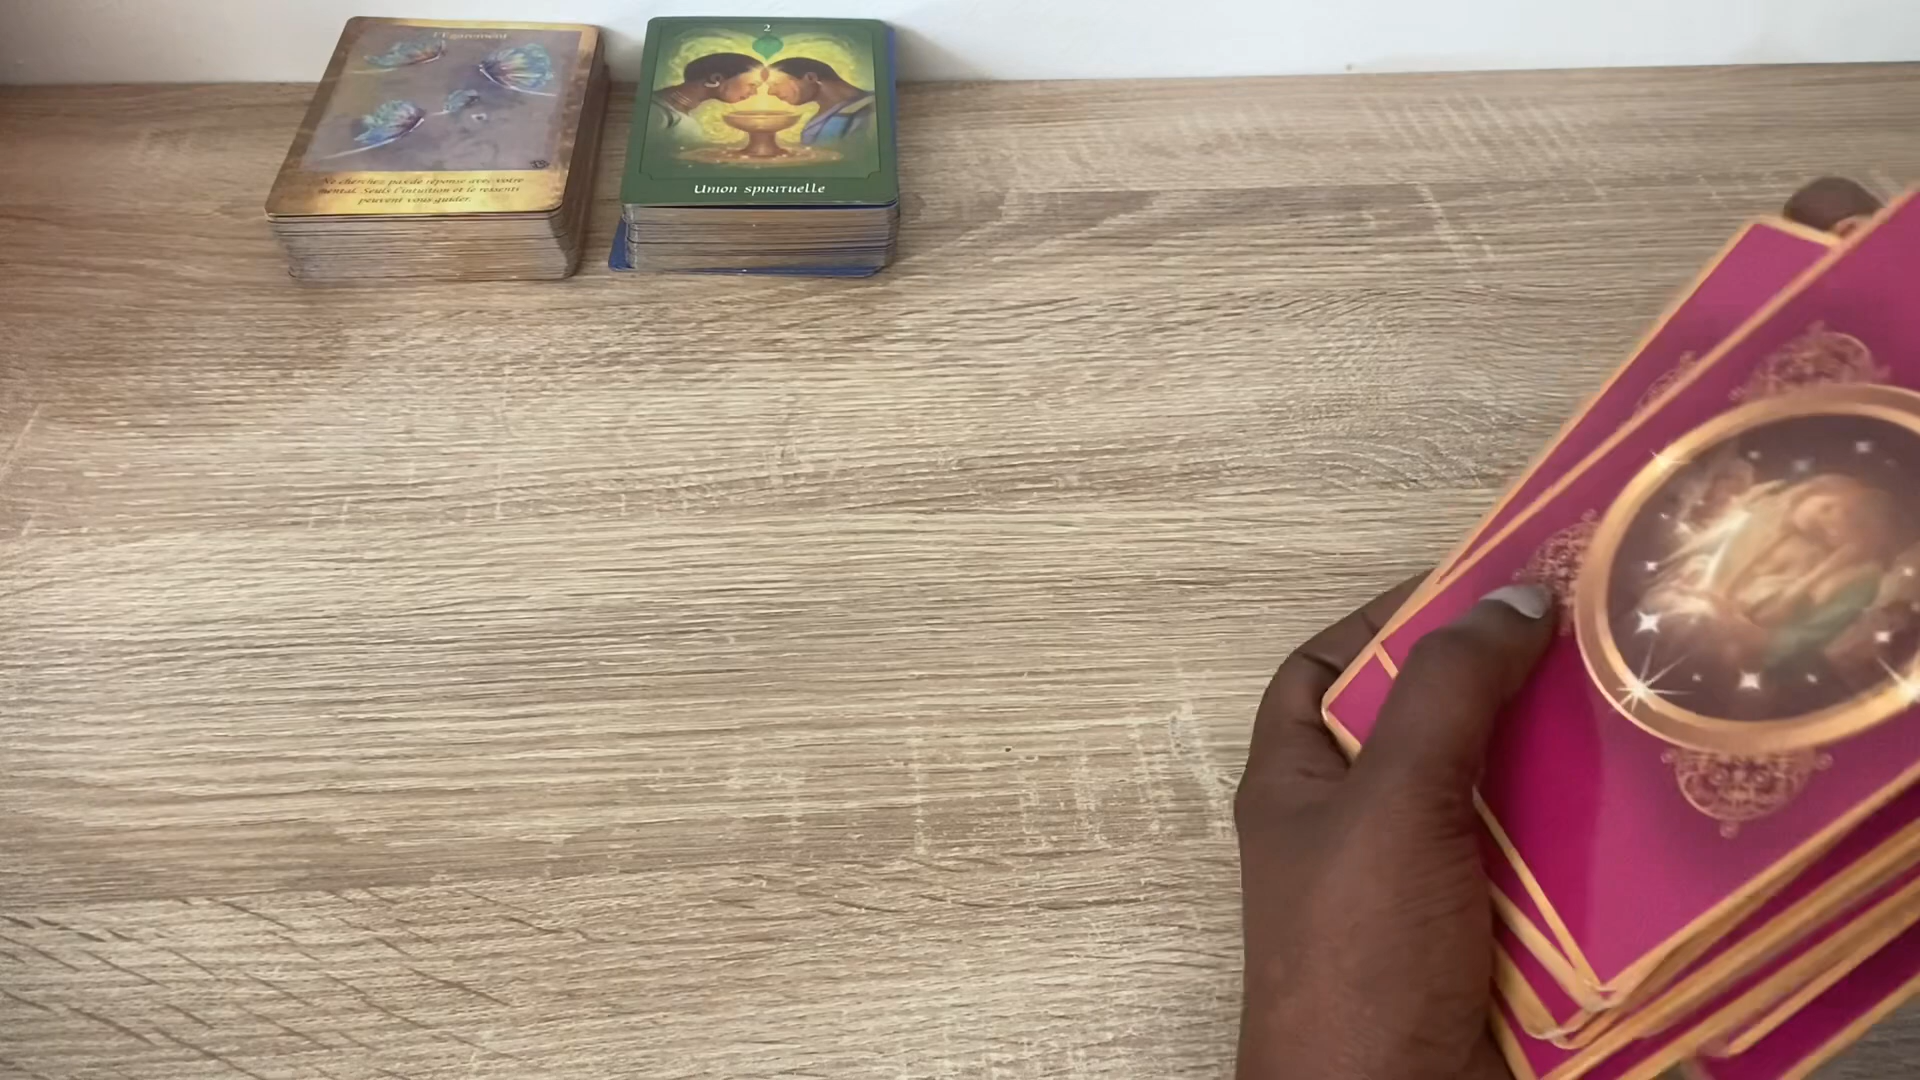 l'Égarement
Ne cherchez pas de réponse avec votre
mental. Seuls l'intuition et le ressenti
peuvent vous guider.
2
Union spirituelle